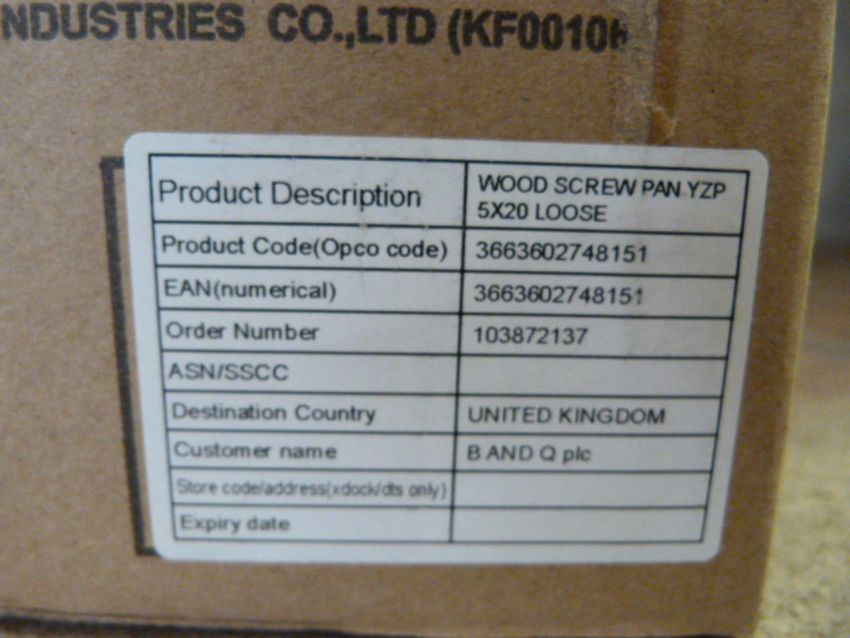 NDUSTRIES CO.,LTD (KF0010
Product Description WOOD SCREW PAN YZP
5X20 LOOSE
Product Code(Opco code) 3663602748151
EAN(numerical) 3663602748151
Order Number 103872137
ASN/SSCC
Destination Country UNITED KINGDOM
Customer name B AND Q plc
Store code/address(xdock/dts only)
Expiry date